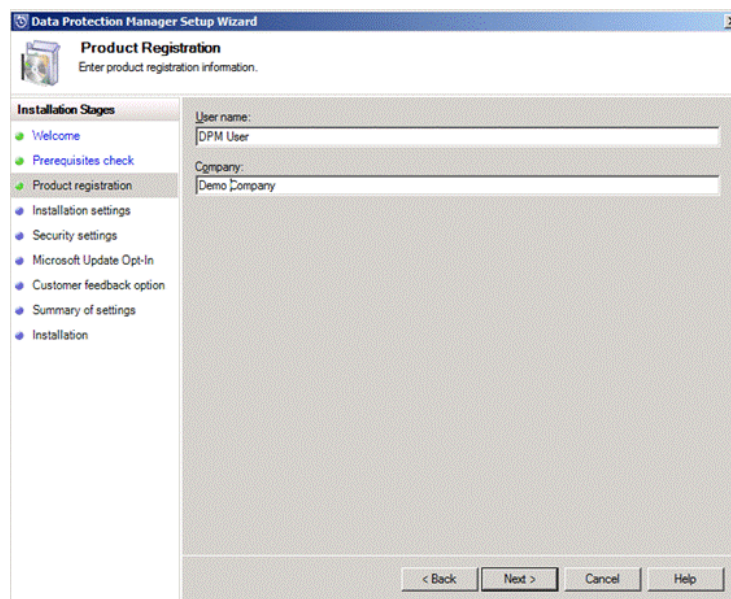 Data Protection Manager Setup Wizard
Product Registration
Enter product registration information.
Installation Stages
Welcome
Prerequisites check
Product registration
Installation settings
Security settings
Microsoft Update Opt-In
Customer feedback option
Summary of settings
Installation
User name:
DPM User
Company:
Demo Company
< Back
Next >
Cancel
Help